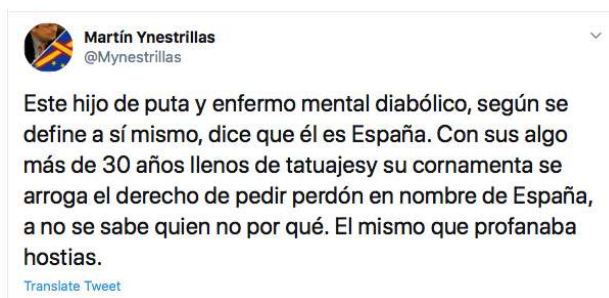 Martín Ynestrillas
@Mynestrillas
Este hijo de puta y enfermo mental diabólico, según se
define a sí mismo, dice que él es España. Con sus algo
más de 30 años llenos de tatuajesy su cornamenta se
arroga el derecho de pedir perdón en nombre de España,
a no se sabe quien no por qué. El mismo que profanaba
hostias.
Translate Tweet